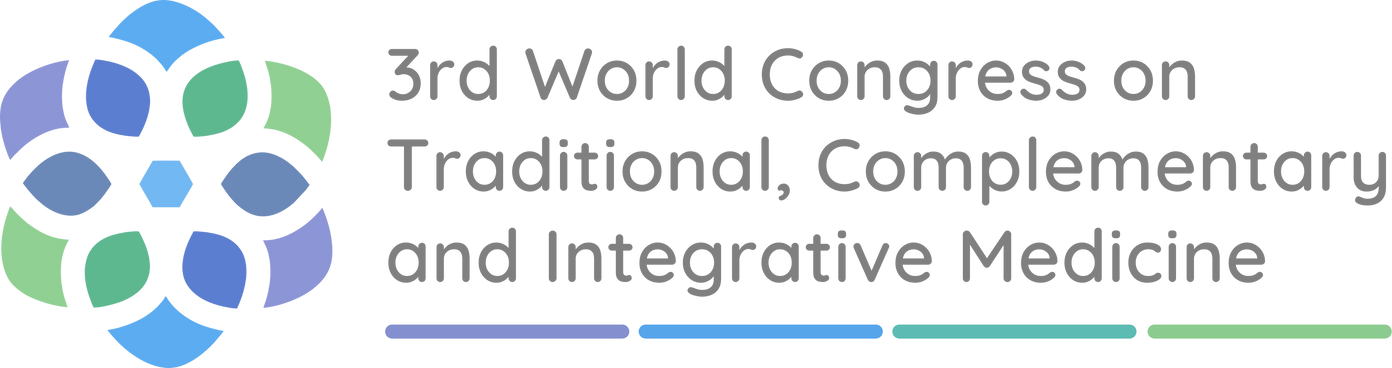 3rd World Congress on
Traditional, Complementary
and Integrative Medicine